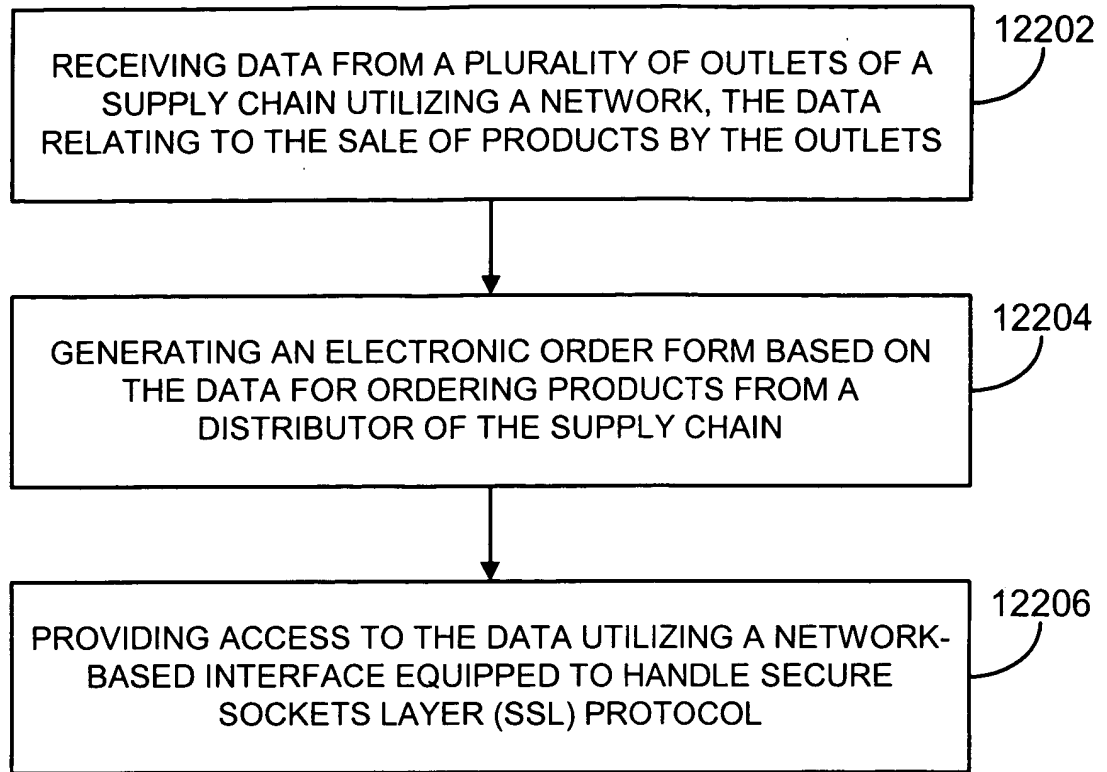 12202
RECEIVING DATA FROM A PLURALITY OF OUTLETS OF A
SUPPLY CHAIN UTILIZING A NETWORK, THE DATA
RELATING TO THE SALE OF PRODUCTS BY THE OUTLETS
12204
GENERATING AN ELECTRONIC ORDER FORM BASED ON
THE DATA FOR ORDERING PRODUCTS FROM A
DISTRIBUTOR OF THE SUPPLY CHAIN
12206
PROVIDING ACCESS TO THE DATA UTILIZING A NETWORK-
BASED INTERFACE EQUIPPED TO HANDLE SECURE
SOCKETS LAYER (SSL) PROTOCOL